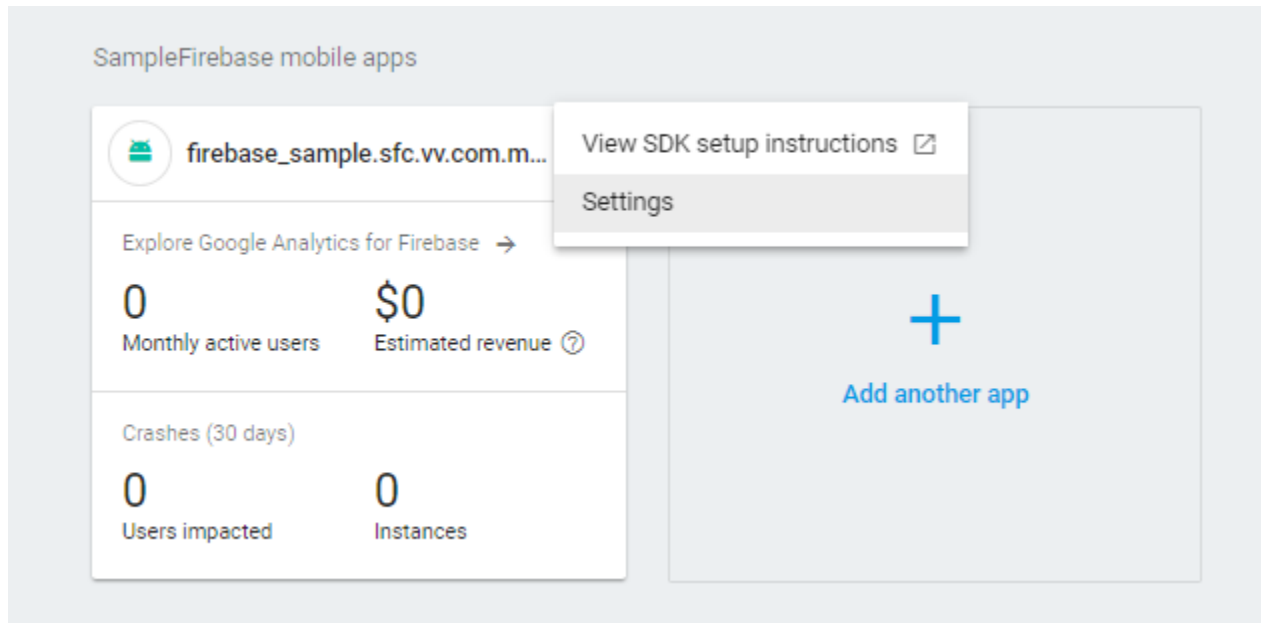 SampleFirebase mobile apps
firebase_sample.sfc.vv.com.m...
View SDK setup instructions
Settings
Explore Google Analytics for Firebase
0
$0
Monthly active users
Estimated revenue
Crashes (30 days)
0
0
Users impacted
Instances
Add another app